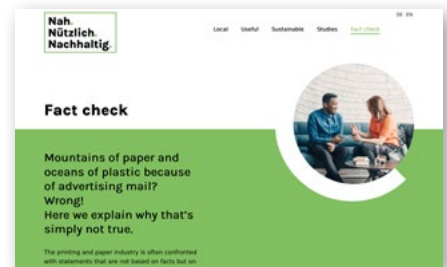 DE EN
Nah.
Nützlich.
Nachhaltig.
Local Useful Sustainable Studies Fact check
Fact check
Mountains of paper and
oceans of plastic because
of advertising mail?
Wrong!
Here we explain why that's
simply not true.
The printing and paper industry is often confronted
with statements that are not based on facts but on